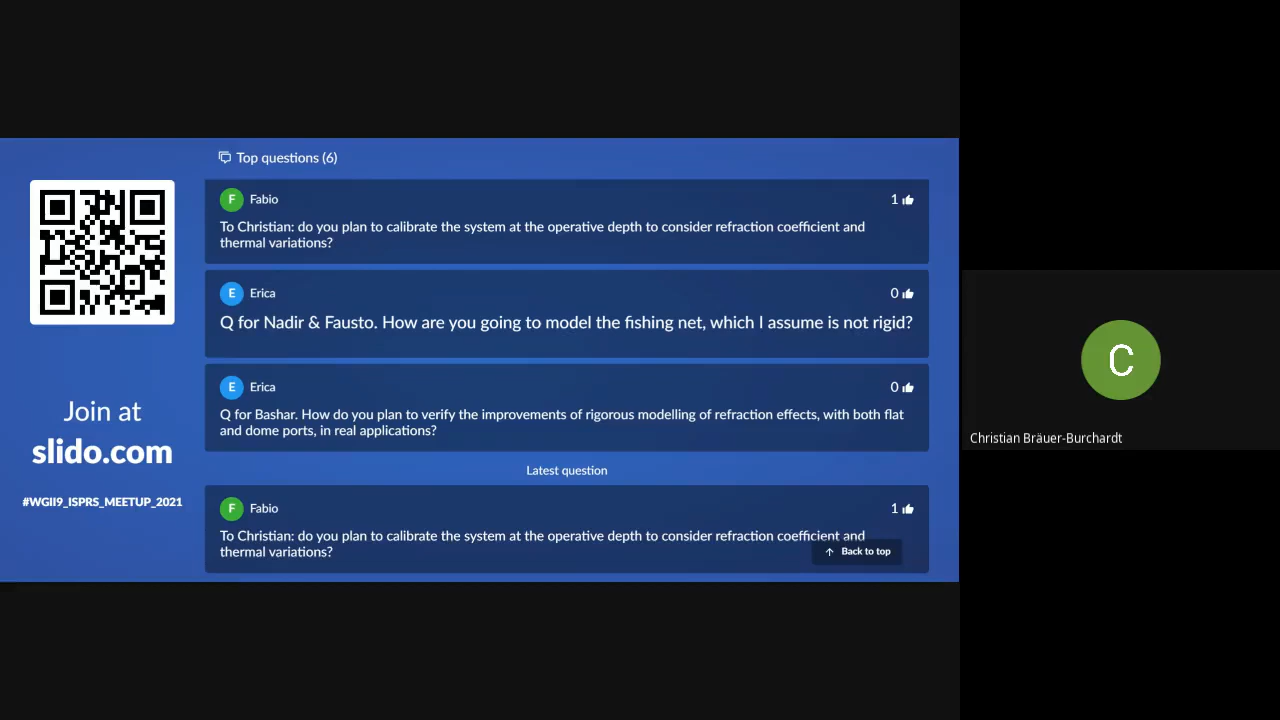 Top questions (6)
F Fabio 1
To Christian: do you plan to calibrate the system at the operative depth to consider refraction coefficient and
thermal variations?
E Erica 0
Q for Nadir & Fausto. How are you going to model the fishing net, which I assume is not rigid?
E Erica 0
Q for Bashar. How do you plan to verify the improvements of rigorous modelling of refraction effects, with both flat
and dome ports, in real applications?
Latest question
F Fabio 1
To Christian: do you plan to calibrate the system at the operative depth to consider refraction coefficient and
thermal variations?
Back to top
Join at
slido.com
#WGII9_ISPRS_MEETUP_2021
C
Christian Bräuer-Burchardt